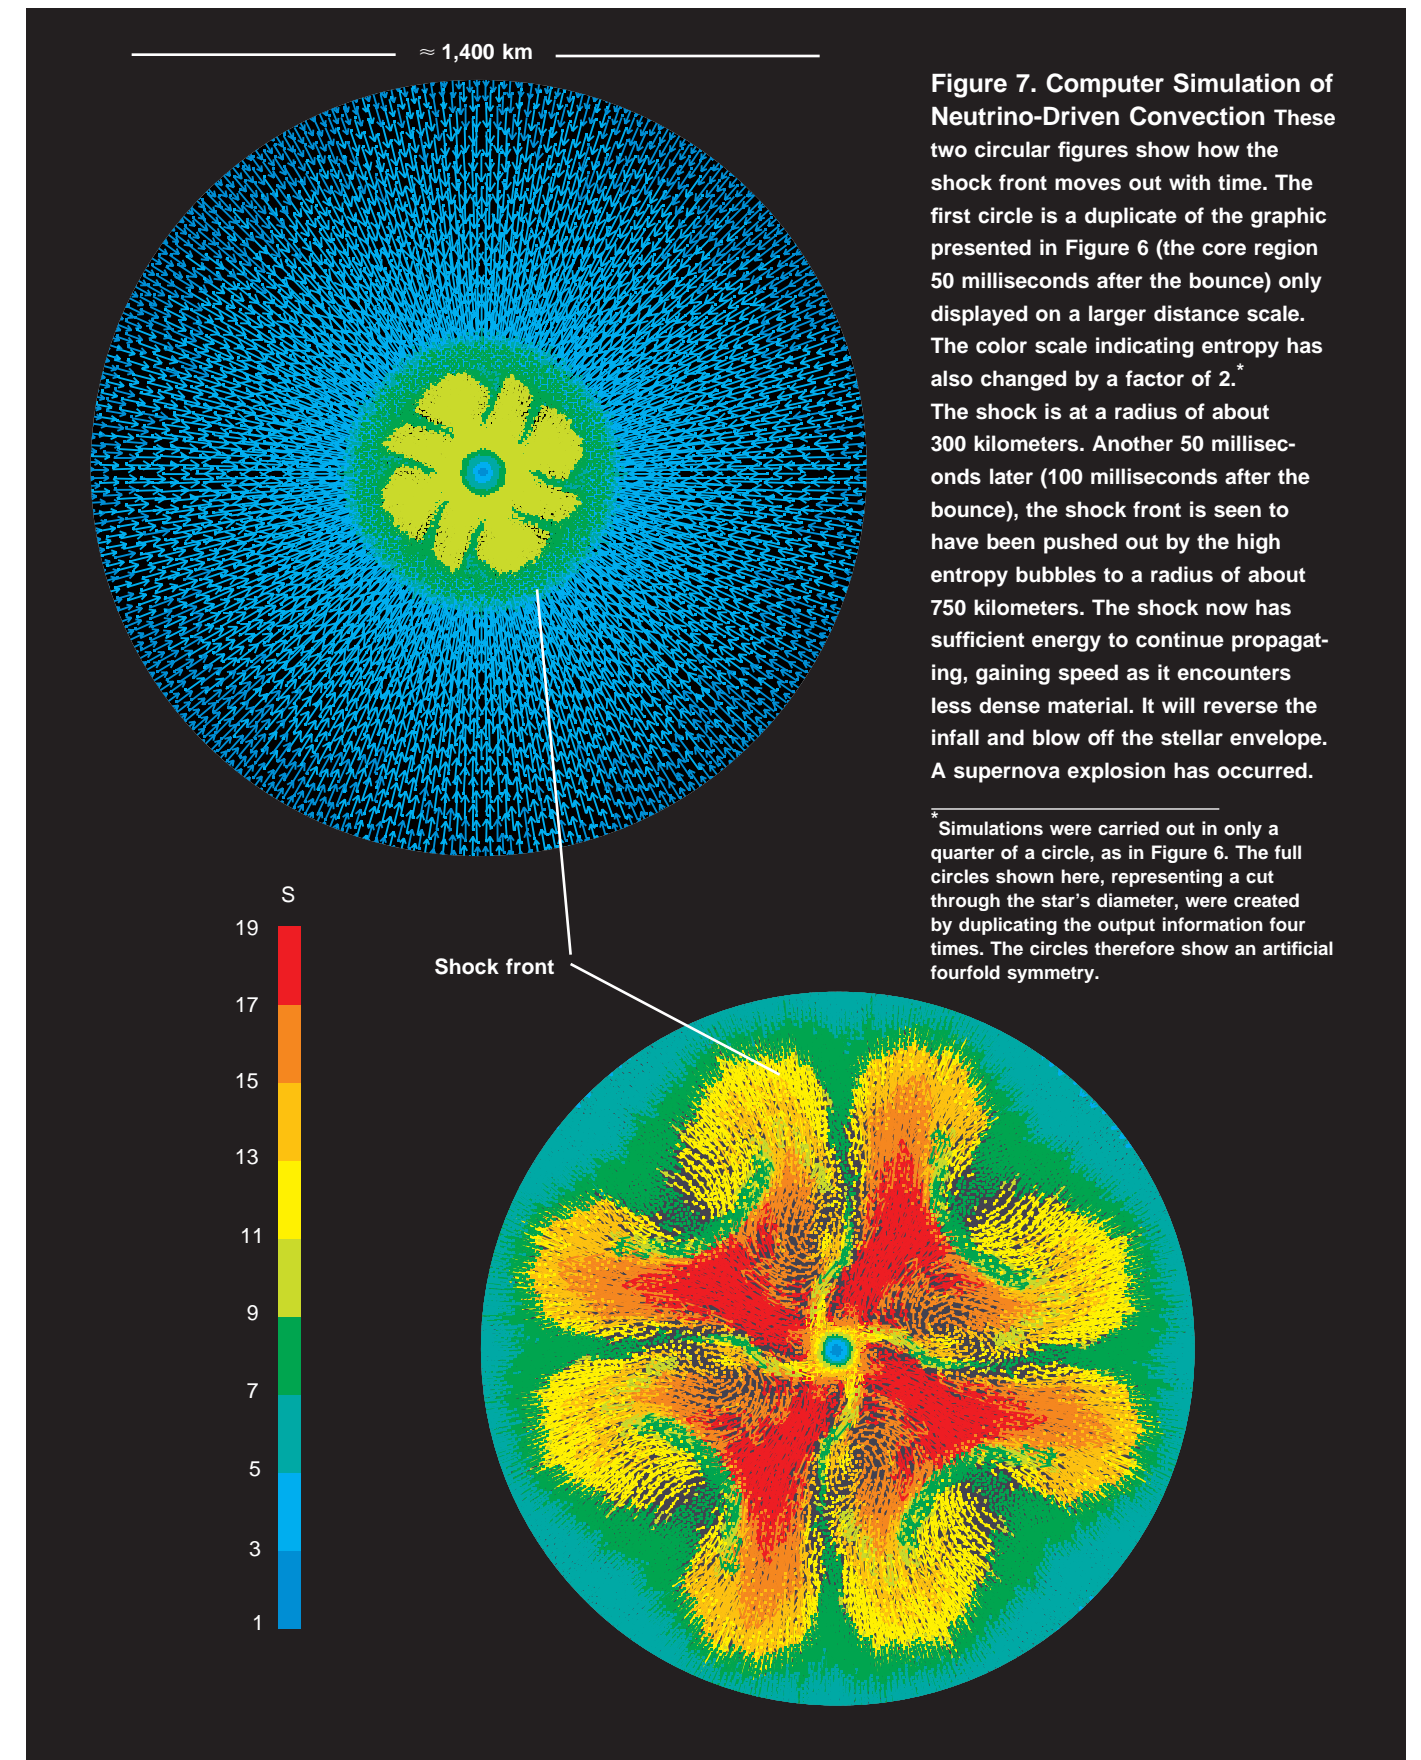 ≈ 1,400 km
Figure 7. Computer Simulation of
Neutrino-Driven Convection These
two circular figures show how the
shock front moves out with time. The
first circle is a duplicate of the graphic
presented in Figure 6 (the core region
50 milliseconds after the bounce) only
displayed on a larger distance scale.
The color scale indicating entropy has
also changed by a factor of 2.*
The shock is at a radius of about
300 kilometers. Another 50 millisec-
onds later (100 milliseconds after the
bounce), the shock front is seen to
have been pushed out by the high
entropy bubbles to a radius of about
750 kilometers. The shock now has
sufficient energy to continue propagat-
ing, gaining speed as it encounters
less dense material. It will reverse the
infall and blow off the stellar envelope.
A supernova explosion has occurred.
*Simulations were carried out in only a
quarter of a circle, as in Figure 6. The full
circles shown here, representing a cut
through the star's diameter, were created
by duplicating the output information four
times. The circles therefore show an artificial
fourfold symmetry.
S
19
17
15
13
11
9
7
5
3
1
Shock front